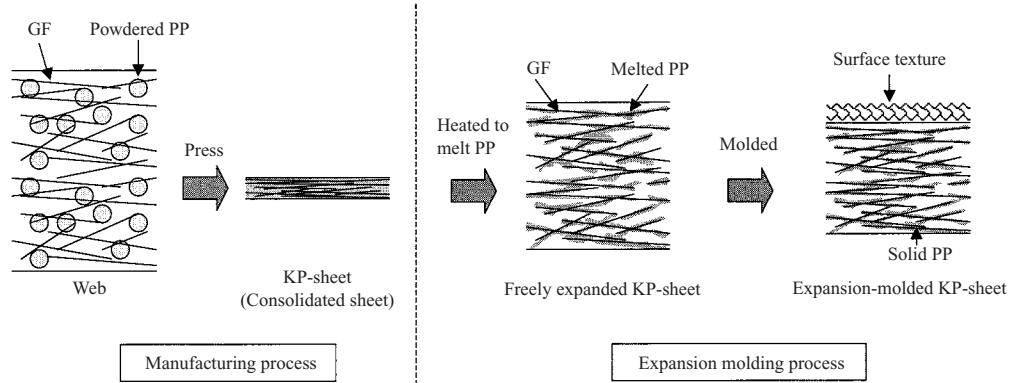 GF
Powdered PP
Web
Press
KP-sheet
(Consolidated sheet)
Manufacturing process
Heated to
melt PP
GF
Melted PP
Freely expanded KP-sheet
Molded
Surface texture
Solid PP
Expansion-molded KP-sheet
Expansion molding process